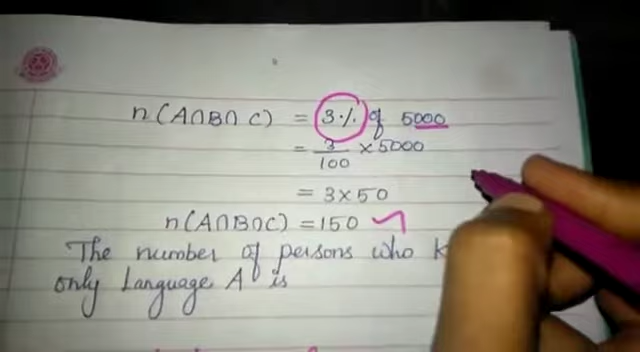 n(A∩B∩C) = 3% of 5000
= 3/100 × 5000
= 3×50
n(A∩B∩C) = 150
The number of persons who
only Language A is